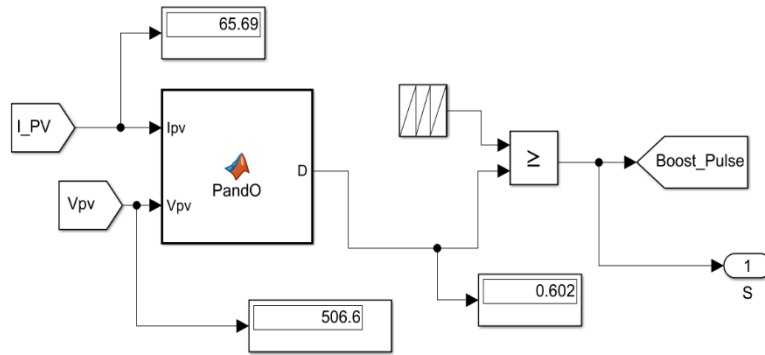 65.69
I_PV
Ipv
D
PandO
Vpv
Vpv
≥
Boost_Pulse
1
S
0.602
506.6